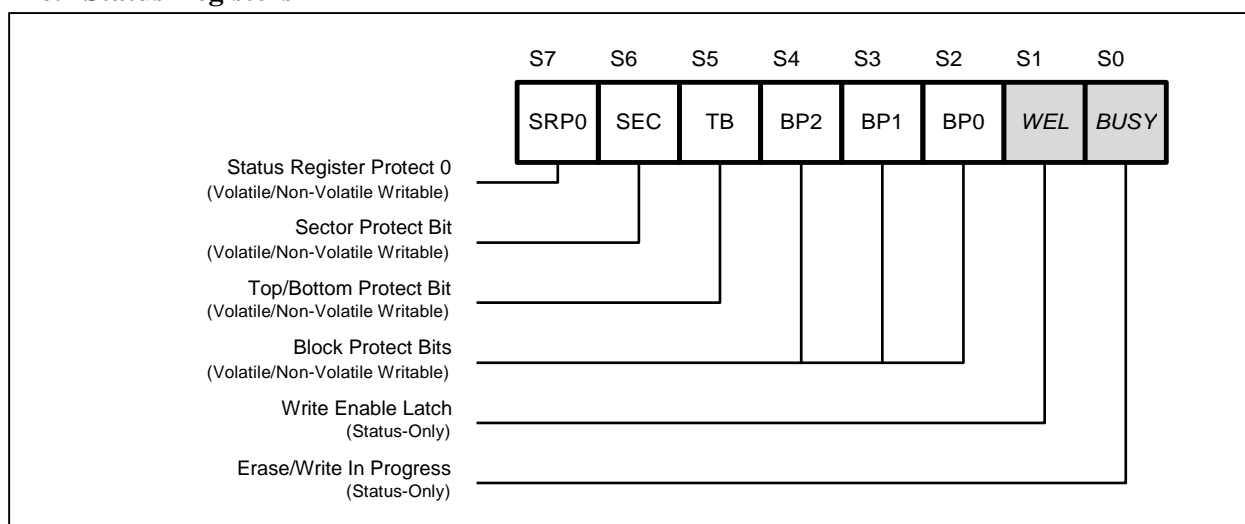 S7 S6 S5 S4 S3 S2 S1 S0
SRP0 SEC TB BP2 BP1 BP0 WEL BUSY
Status Register Protect 0
(Volatile/Non-Volatile Writable)
Sector Protect Bit
(Volatile/Non-Volatile Writable)
Top/Bottom Protect Bit
(Volatile/Non-Volatile Writable)
Block Protect Bits
(Volatile/Non-Volatile Writable)
Write Enable Latch
(Status-Only)
Erase/Write In Progress
(Status-Only)